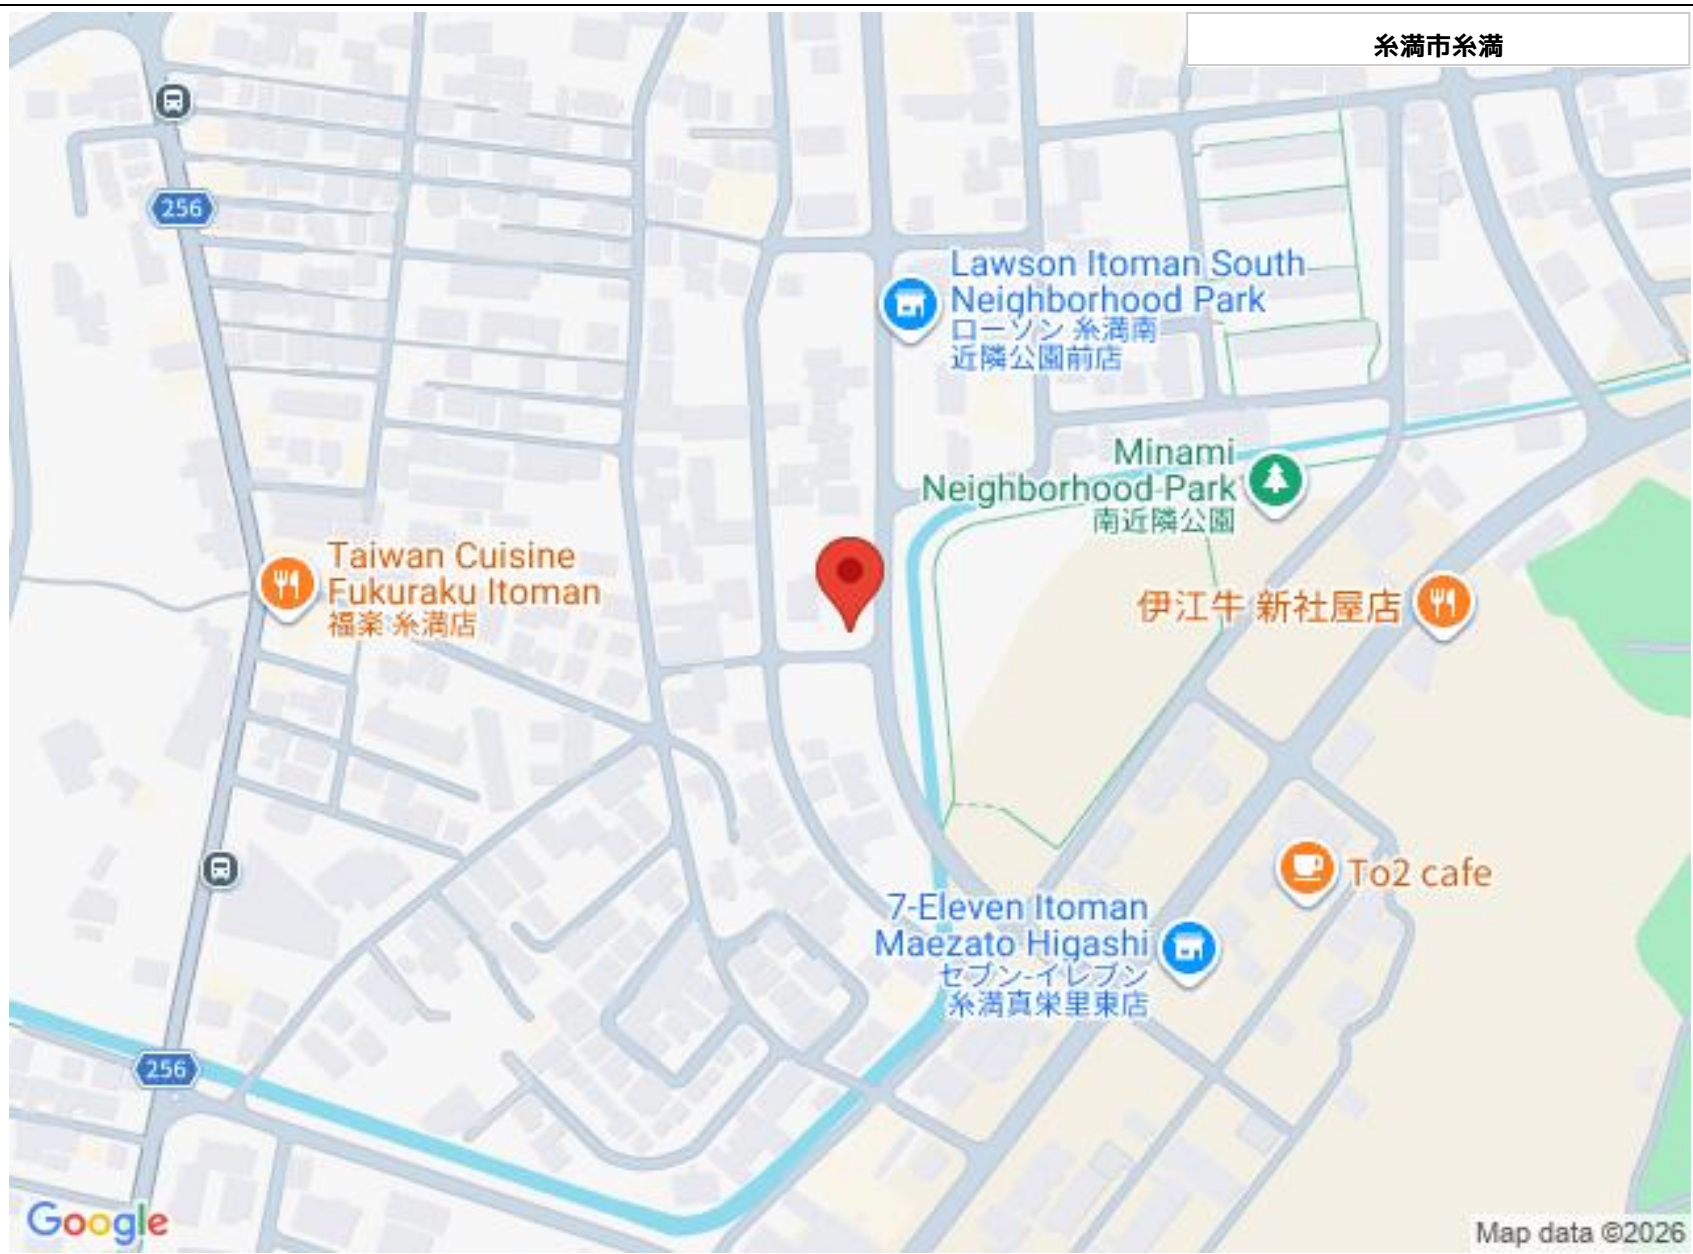 糸満市糸満
256
Lawson Itoman South
Neighborhood Park
ローソン 糸満南
近隣公園前店
Minami
Neighborhood Park
南近隣公園
Taiwan Cuisine
Fukuraku Itoman
福楽 糸満店
伊江牛 新社屋店
To2 cafe
7-Eleven Itoman
Maezato Higashi
セブン-イレブン
糸満真栄里東店
256
Google
Map data ©2026